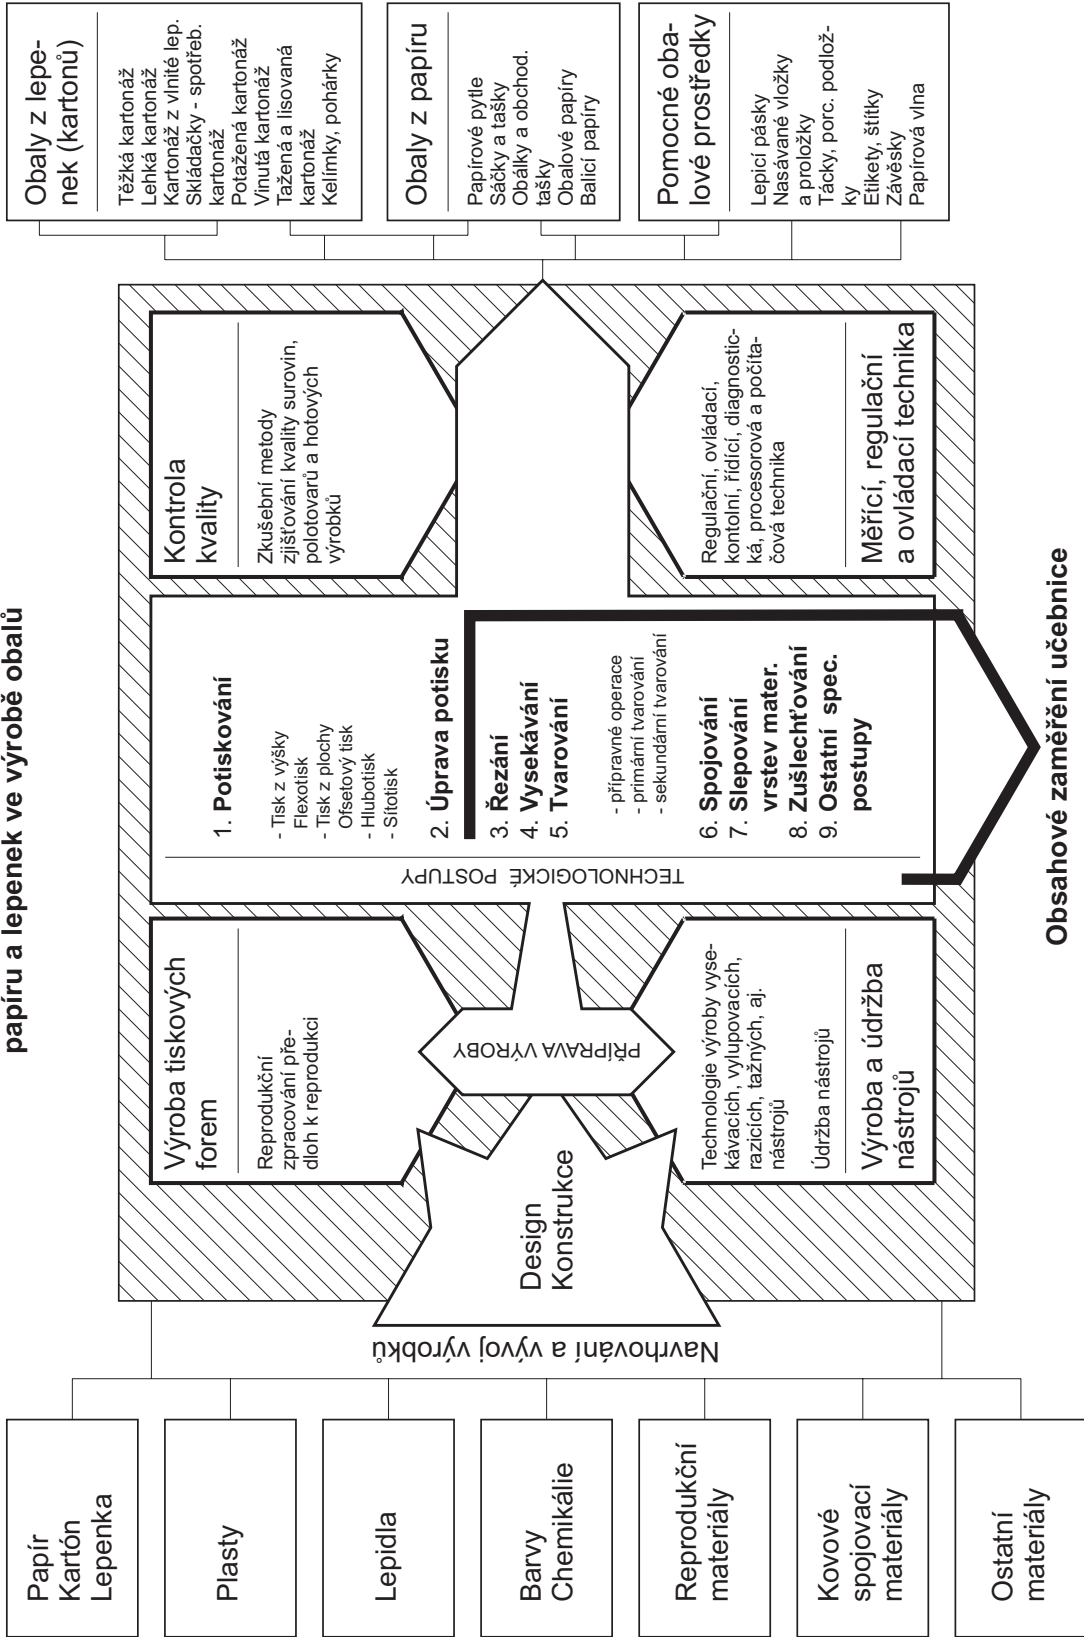 papíru a lepenek ve výrobě obalů
Papír
Kartón
Lepenka
Plasty
Lepidla
Barvy
Chemikálie
Reprodukční
materiály
Kovové
spojovací
materiály
Ostatní
materiály
Navrhování a vývoj výrobků
Design
Konstrukce
Výroba tiskových
forem
Reprodukční
zpracování pře-
dloh k reprodukci
PŘÍPRAVA VÝROBY
Technologie výroby vyse-
kávacích, vylupovacích,
razicích, tažných, aj.
nástrojů
Údržba nástrojů
Výroba a údržba
nástrojů
TECHNOLOGICKÉ POSTUPY
1. Potiskování
- Tisk z výšky
Flexotisk
- Tisk z plochy
Ofsetový tisk
- Hlubotisk
- Sítotisk
2. Úprava potisku
3. Řezání
4. Vysekávání
5. Tvarování
- přípravné operace
- primární tvarování
- sekundární tvarování
6. Spojování
7. Slepování
vrstev mater.
8. Zušlechťování
9. Ostatní spec.
postupy
Kontrola
kvality
Zkušební metody
zjišťování kvality surovin,
polotovarů a hotových
výrobků
Regulační, ovládací,
kontolní, řídící, diagnostic-
ká, procesorová a počíta-
čová technika
Měřící, regulační
a ovládací technika
Obaly z lepe-
nek (kartonů)
Těžká kartonáž
Lehká kartonáž
Kartonáž z vlnité lep.
Skládačky - spotřeb.
kartonáž
Potažená kartonáž
Vinutá kartonáž
Tažená a lisovaná
kartonáž
Kelímky, pohárky
Obaly z papíru
Papírové pytle
Sáčky a tašky
Obálky a obchod.
tašky
Obalové papíry
Balicí papíry
Pomocné oba-
lové prostředky
Lepicí pásky
Nasávané vložky
a proložky
Tácky, porc. podlož-
ky
Etikety, štítky
Závěsky
Papírová vlna
Obsahové zaměření učebnice